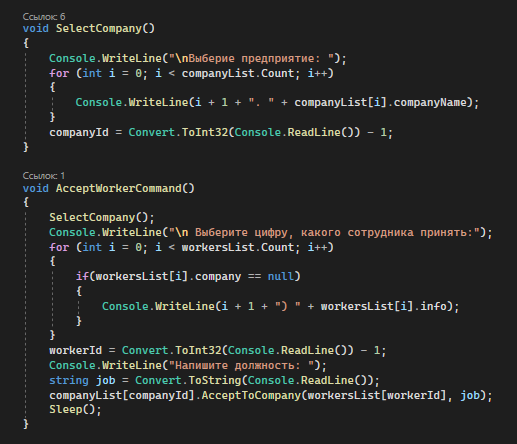 Ссылок: 6
void SelectCompany()
{
    Console.WriteLine("\nВыберие предприятие: ");
    for (int i = 0; i < companyList.Count; i++)
    {
        Console.WriteLine(i + 1 + ". " + companyList[i].companyName);
    }
    companyId = Convert.ToInt32(Console.ReadLine()) - 1;
}
Ссылок: 1
void AcceptWorkerCommand()
{
    SelectCompany();
    Console.WriteLine("\n Выберите цифру, какого сотрудника принять:");
    for (int i = 0; i < workersList.Count; i++)
    {
        if(workersList[i].company == null)
        {
            Console.WriteLine(i + 1 + ") " + workersList[i].info);
        }
    }
    workerId = Convert.ToInt32(Console.ReadLine()) - 1;
    Console.WriteLine("Напишите должность: ");
    string job = Convert.ToString(Console.ReadLine());
    companyList[companyId].AcceptToCompany(workersList[workerId], job);
    Sleep();
}